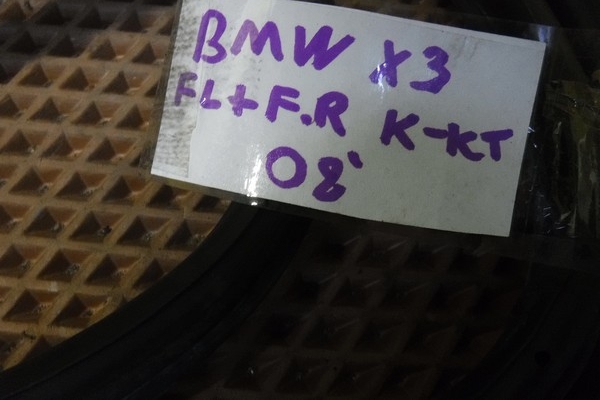 BMW X3
FL+F.R K-KT
08'